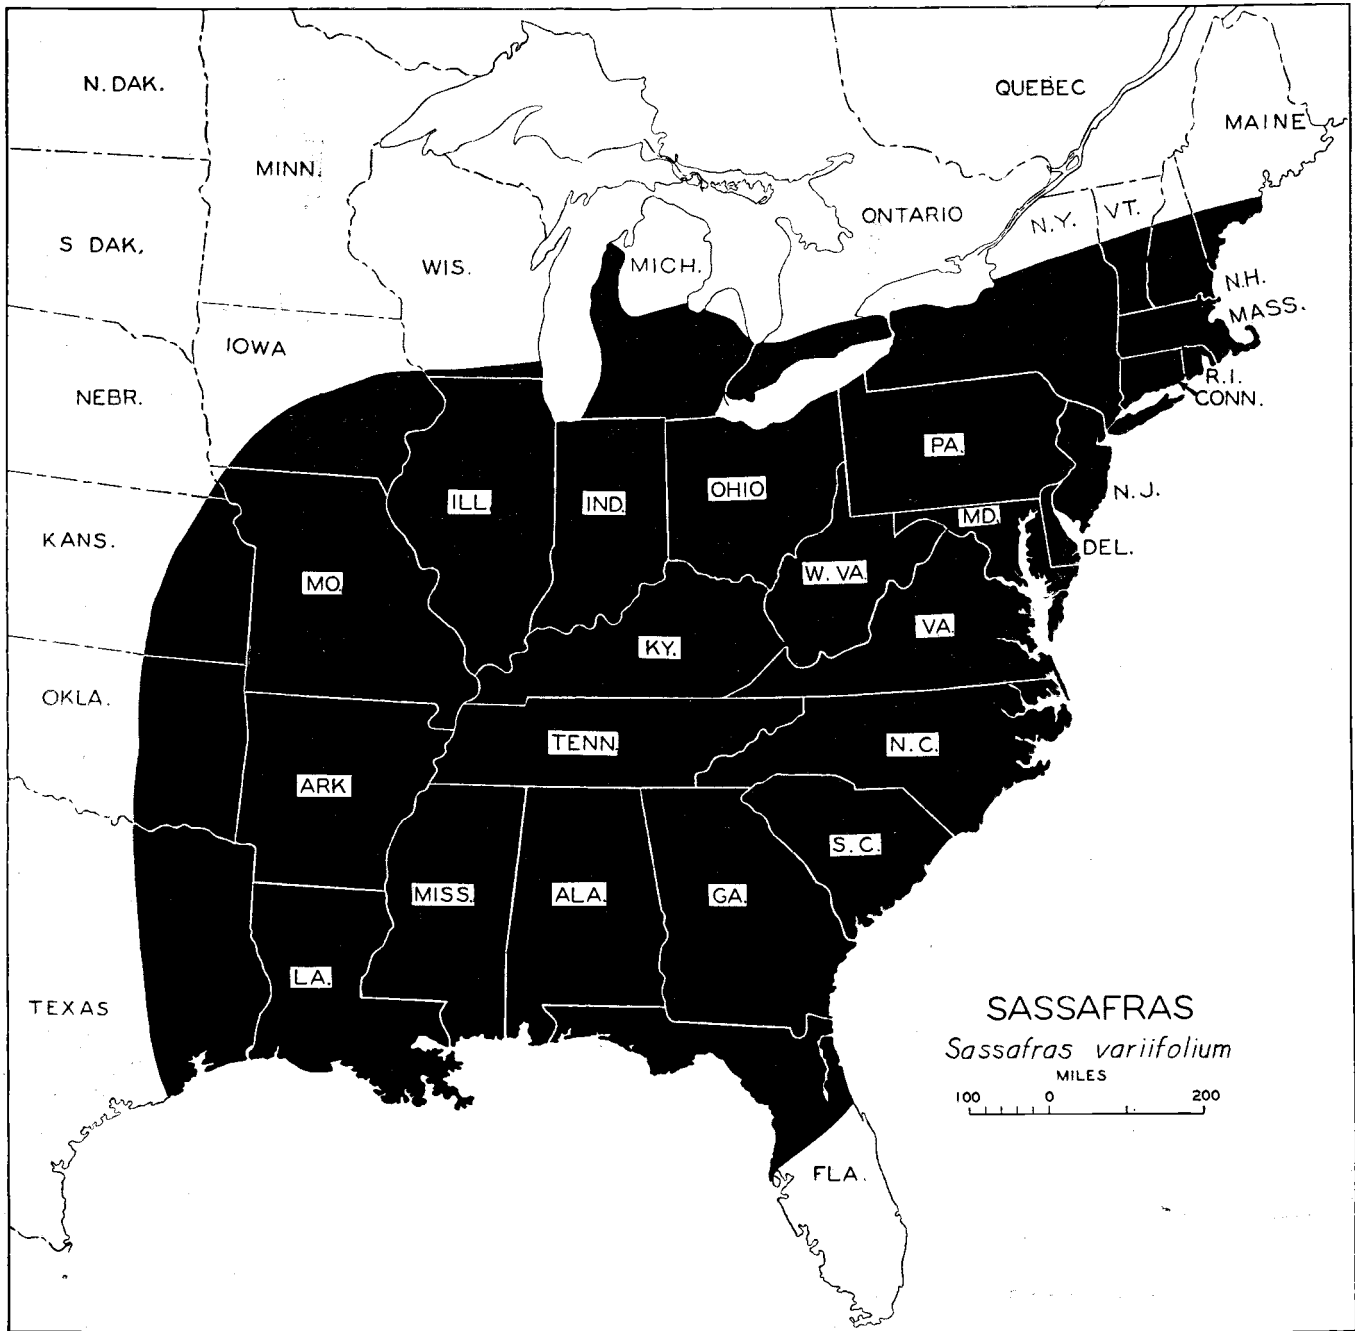 N. DAK.
QUEBEC
MAINE
MINN.
ONTARIO
N.Y.
VT.
S DAK.
WIS.
MICH.
N.H.
MASS.
IOWA
R.I.
CONN.
NEBR.
PA.
ILL.
IND.
OHIO
N.J.
MD.
KANS.
DEL.
MO.
W. VA.
VA.
KY.
OKLA.
TENN.
N.C.
ARK
S.C.
MISS.
ALA.
GA.
LA.
TEXAS
SASSAFRAS
Sassafras variifolium
MILES
100 0 200
FLA.